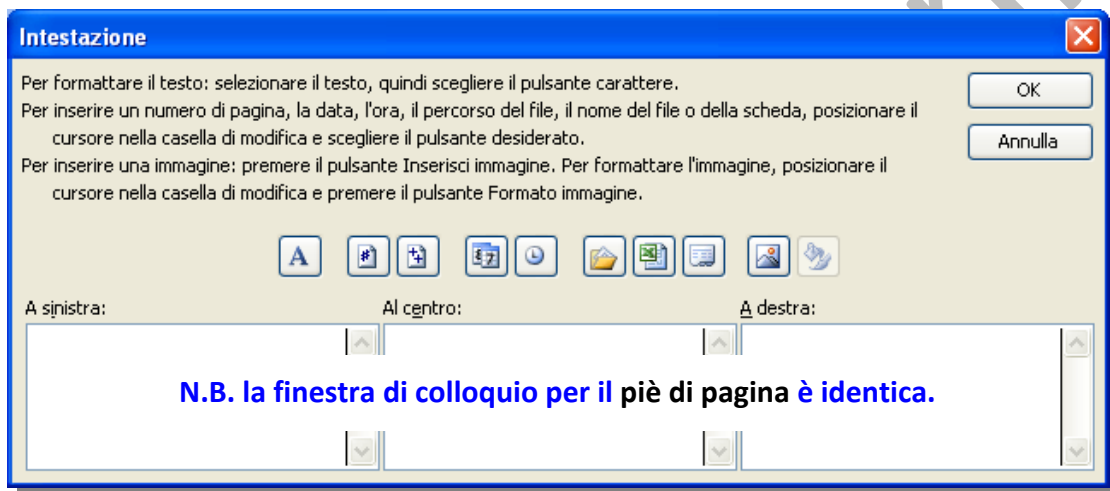 Intestazione
Per formattare il testo: selezionare il testo, quindi scegliere il pulsante carattere.
OK
Per inserire un numero di pagina, la data, l'ora, il percorso del file, il nome del file o della scheda, posizionare il
cursore nella casella di modifica e scegliere il pulsante desiderato.
Annulla
Per inserire una immagine: premere il pulsante Inserisci immagine. Per formattare l'immagine, posizionare il
cursore nella casella di modifica e premere il pulsante Formato immagine.
A sinistra:
Al centro:
A destra:
N.B. la finestra di colloquio per il piè di pagina è identica.